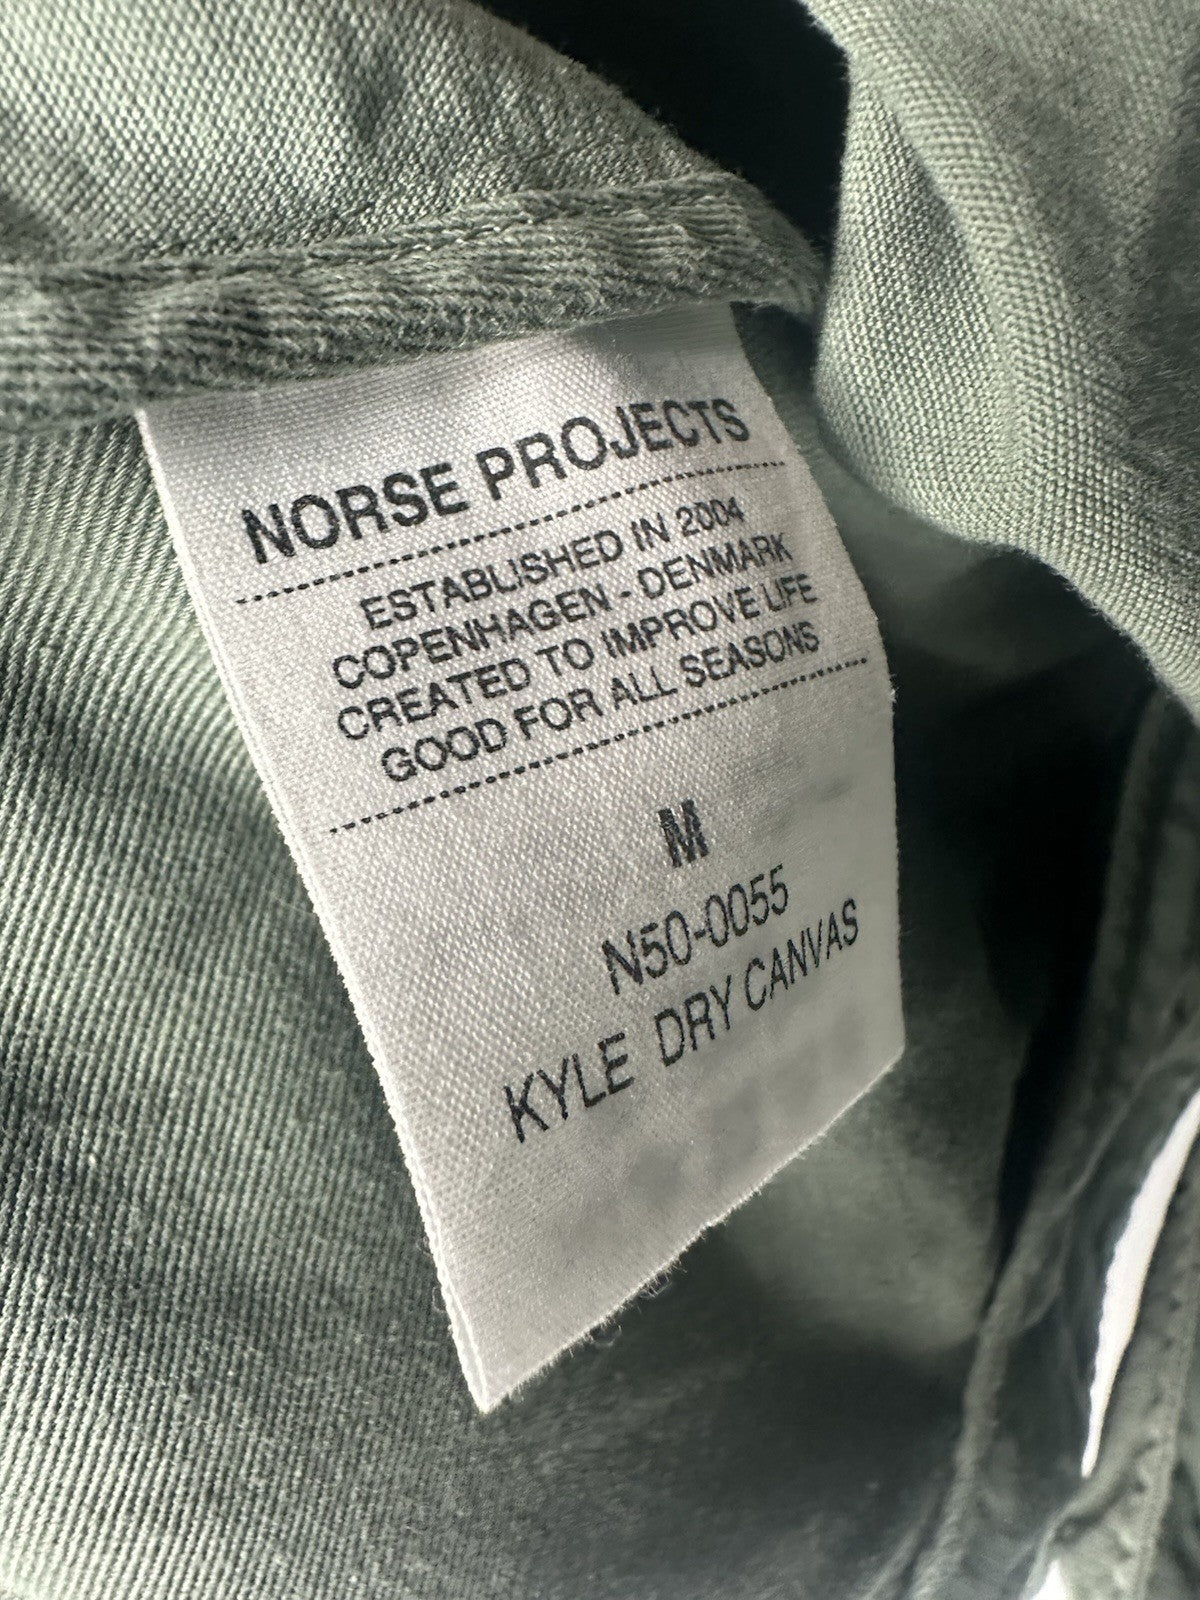 NORSE PROJECTS
ESTABLISHED IN 2004
COPENHAGEN - DENMARK
CREATED TO IMPROVE LIFE
GOOD FOR ALL SEASONS
M
N50-0055
KYLE DRY CANVAS